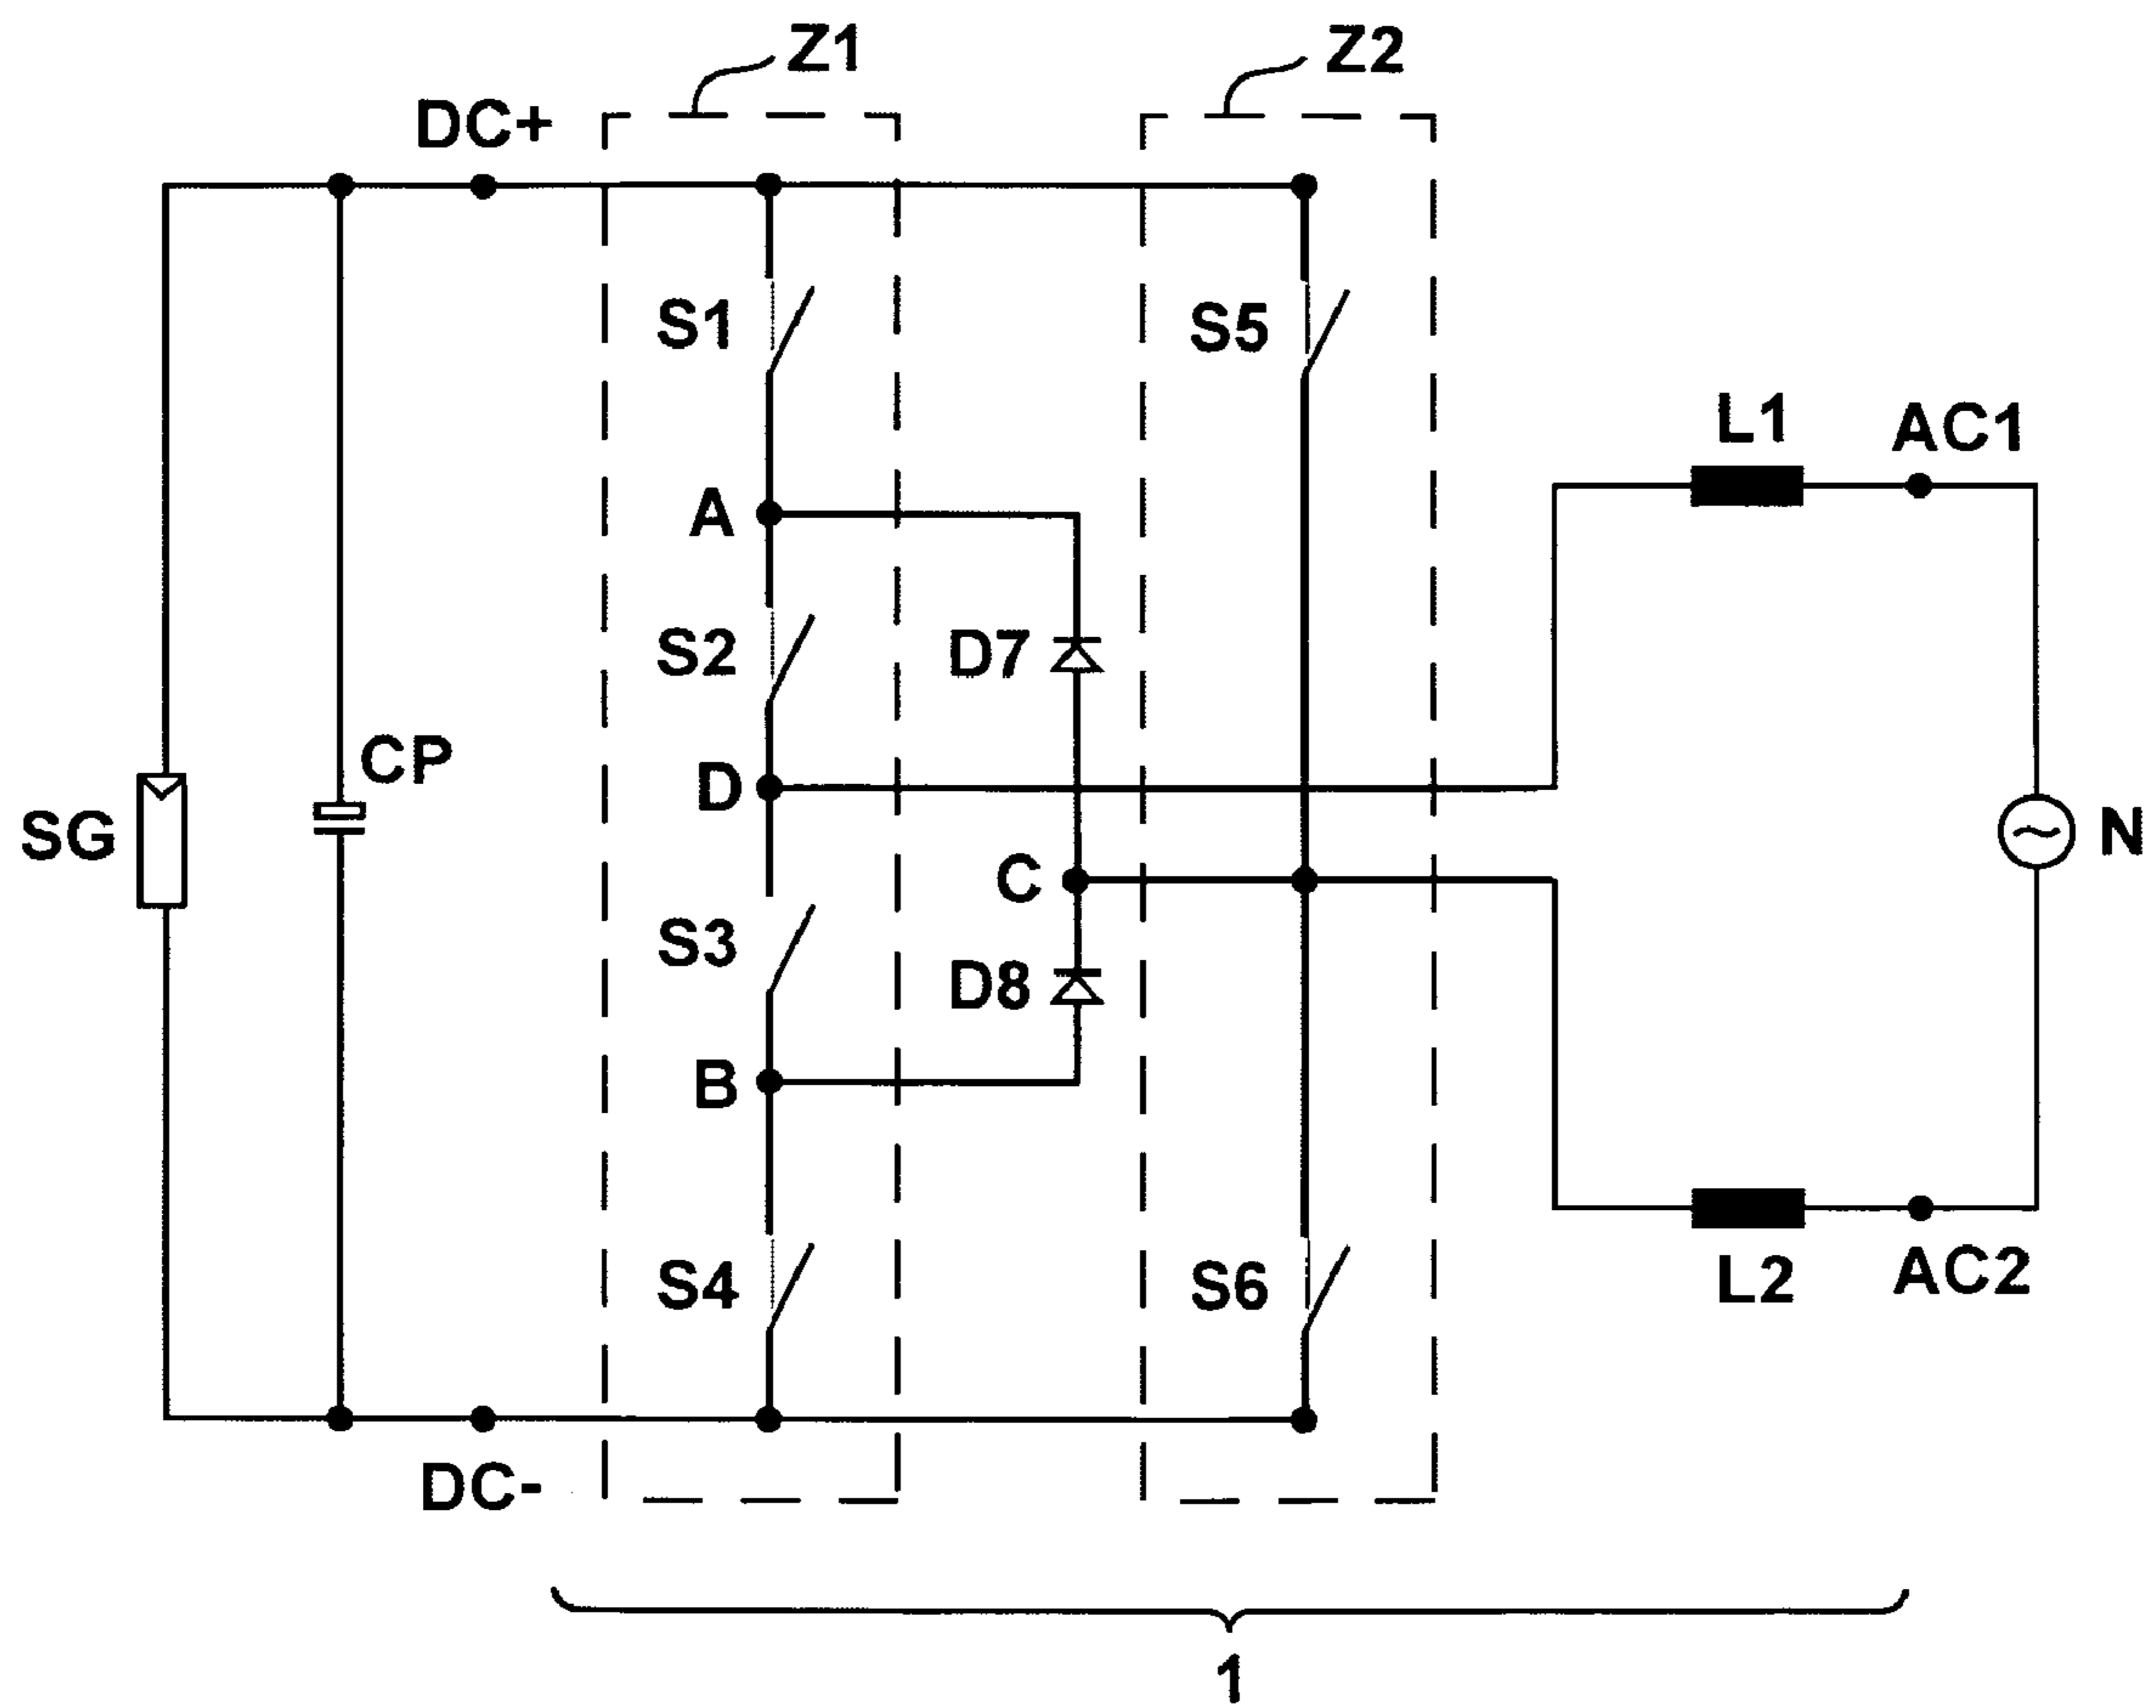 Z1
Z2
DC+
S1
S5
L1
AC1
A
S2
D7
CP
D
SG
N
C
S3
D8
B
S4
S6
L2
AC2
DC-
1